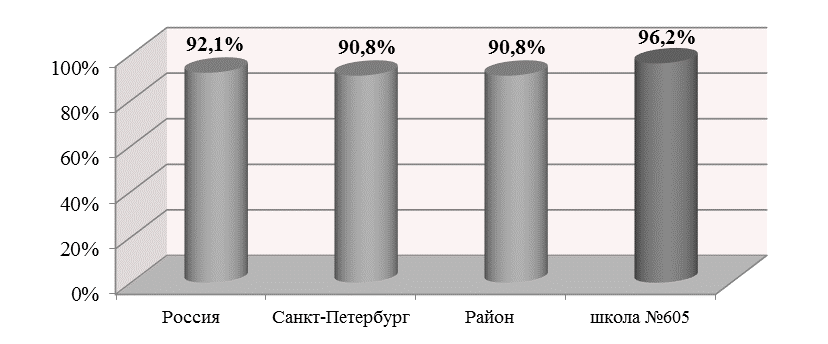 92,1%
90,8%
90,8%
96,2%
100%
80%
60%
40%
20%
0%
Россия
Санкт-Петербург
Район
школа №605